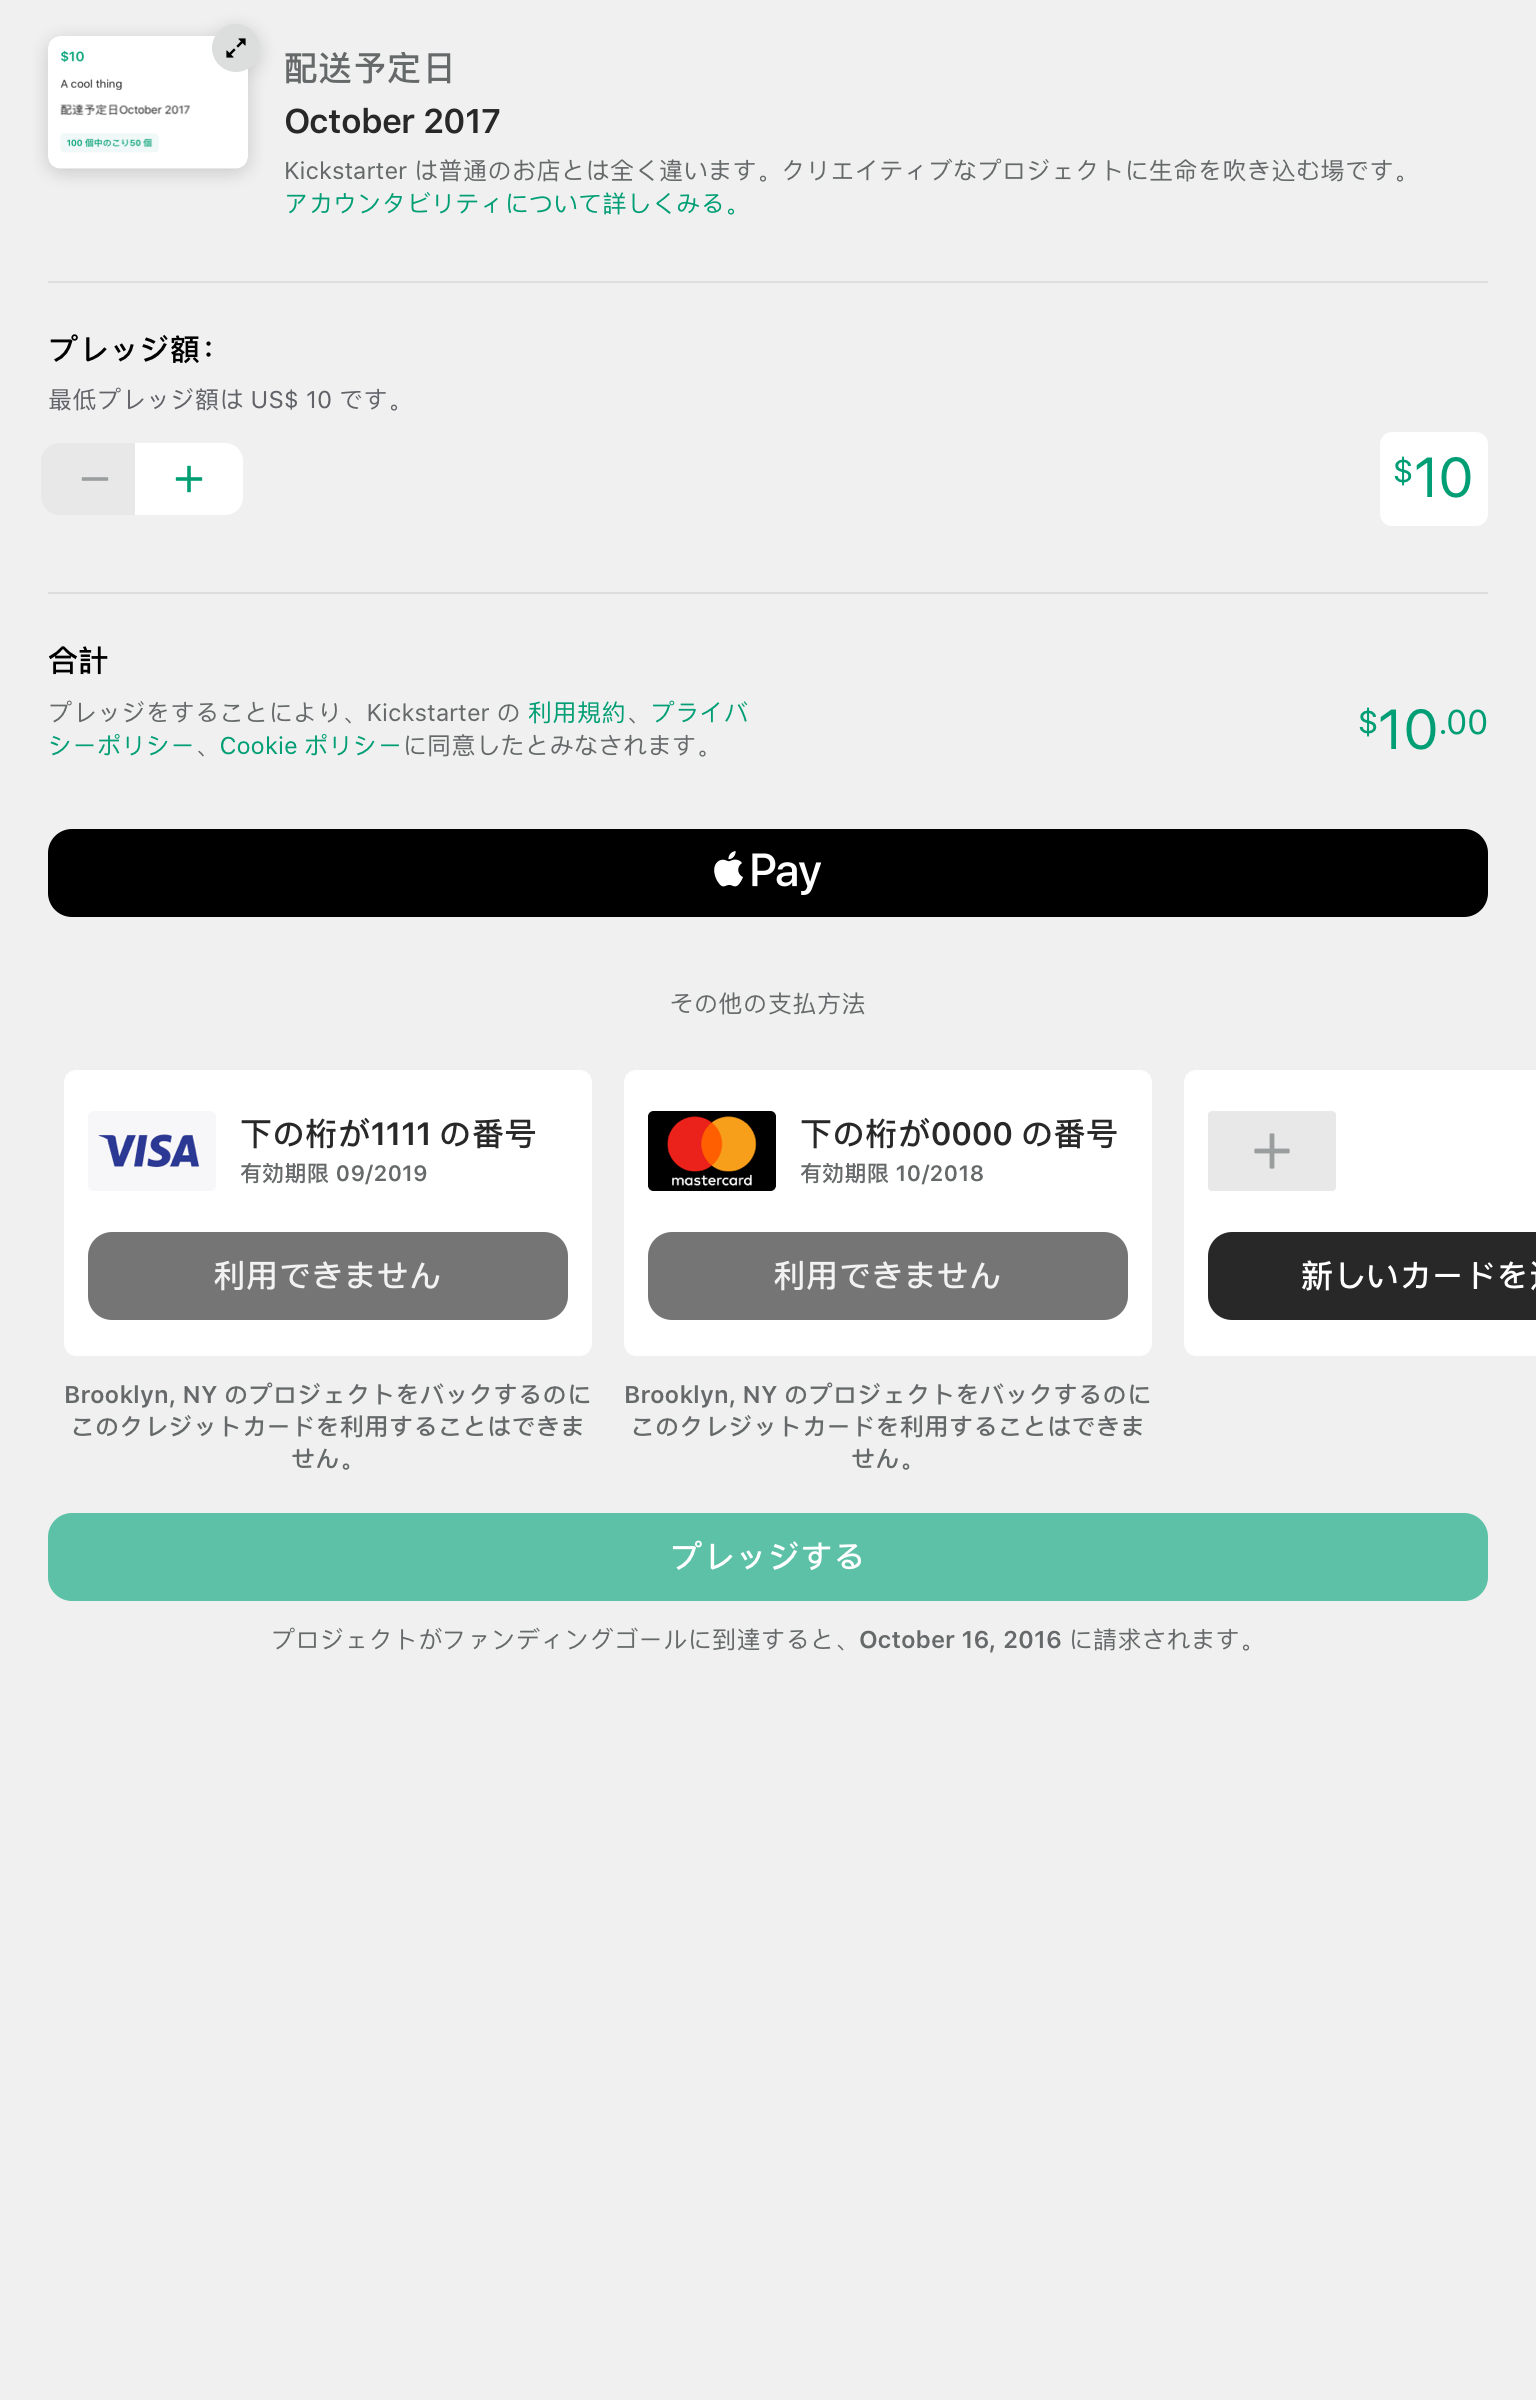 $10
A cool thing
配達予定日October 2017
100 個中のこり50 個
配送予定日
October 2017
Kickstarter は普通のお店とは全く違います。クリエイティブなプロジェクトに生命を吹き込む場です。
アカウンタビリティについて詳しくみる。
プレッジ額：
最低プレッジ額は US$ 10 です。
$10
合計
プレッジをすることにより、Kickstarter の 利用規約、プライバ
シーポリシー、Cookie ポリシーに同意したとみなされます。
$10.00
Pay
その他の支払方法
VISA
下の桁が1111 の番号
有効期限 09/2019
利用できません
mastercard
下の桁が0000 の番号
有効期限 10/2018
利用できません
新しいカードを
Brooklyn, NY のプロジェクトをバックするのに
このクレジットカードを利用することはできま
せん。
Brooklyn, NY のプロジェクトをバックするのに
このクレジットカードを利用することはできま
せん。
プレッジする
プロジェクトがファンディングゴールに到達すると、October 16, 2016 に請求されます。